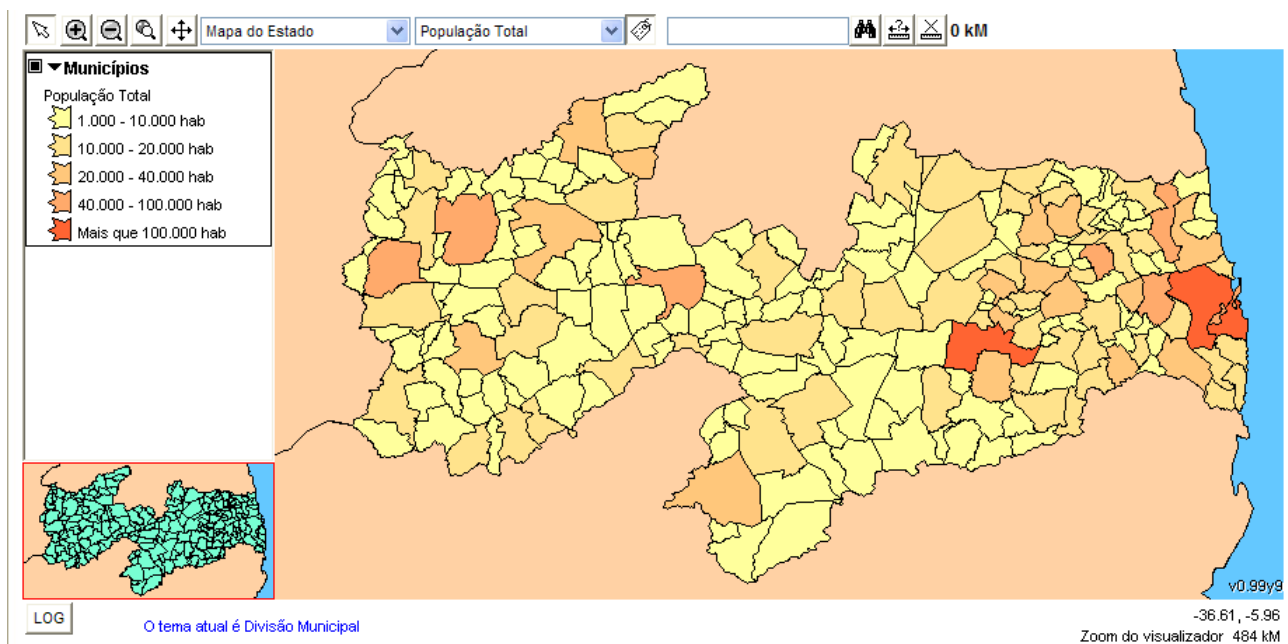 Mapa do Estado População Total 0 kM
Municípios
População Total
1.000 - 10.000 hab
10.000 - 20.000 hab
20.000 - 40.000 hab
40.000 - 100.000 hab
Mais que 100.000 hab
v0.99y9
LOG O tema atual é Divisão Municipal
-36.61, -5.96
Zoom do visualizador 484 kM